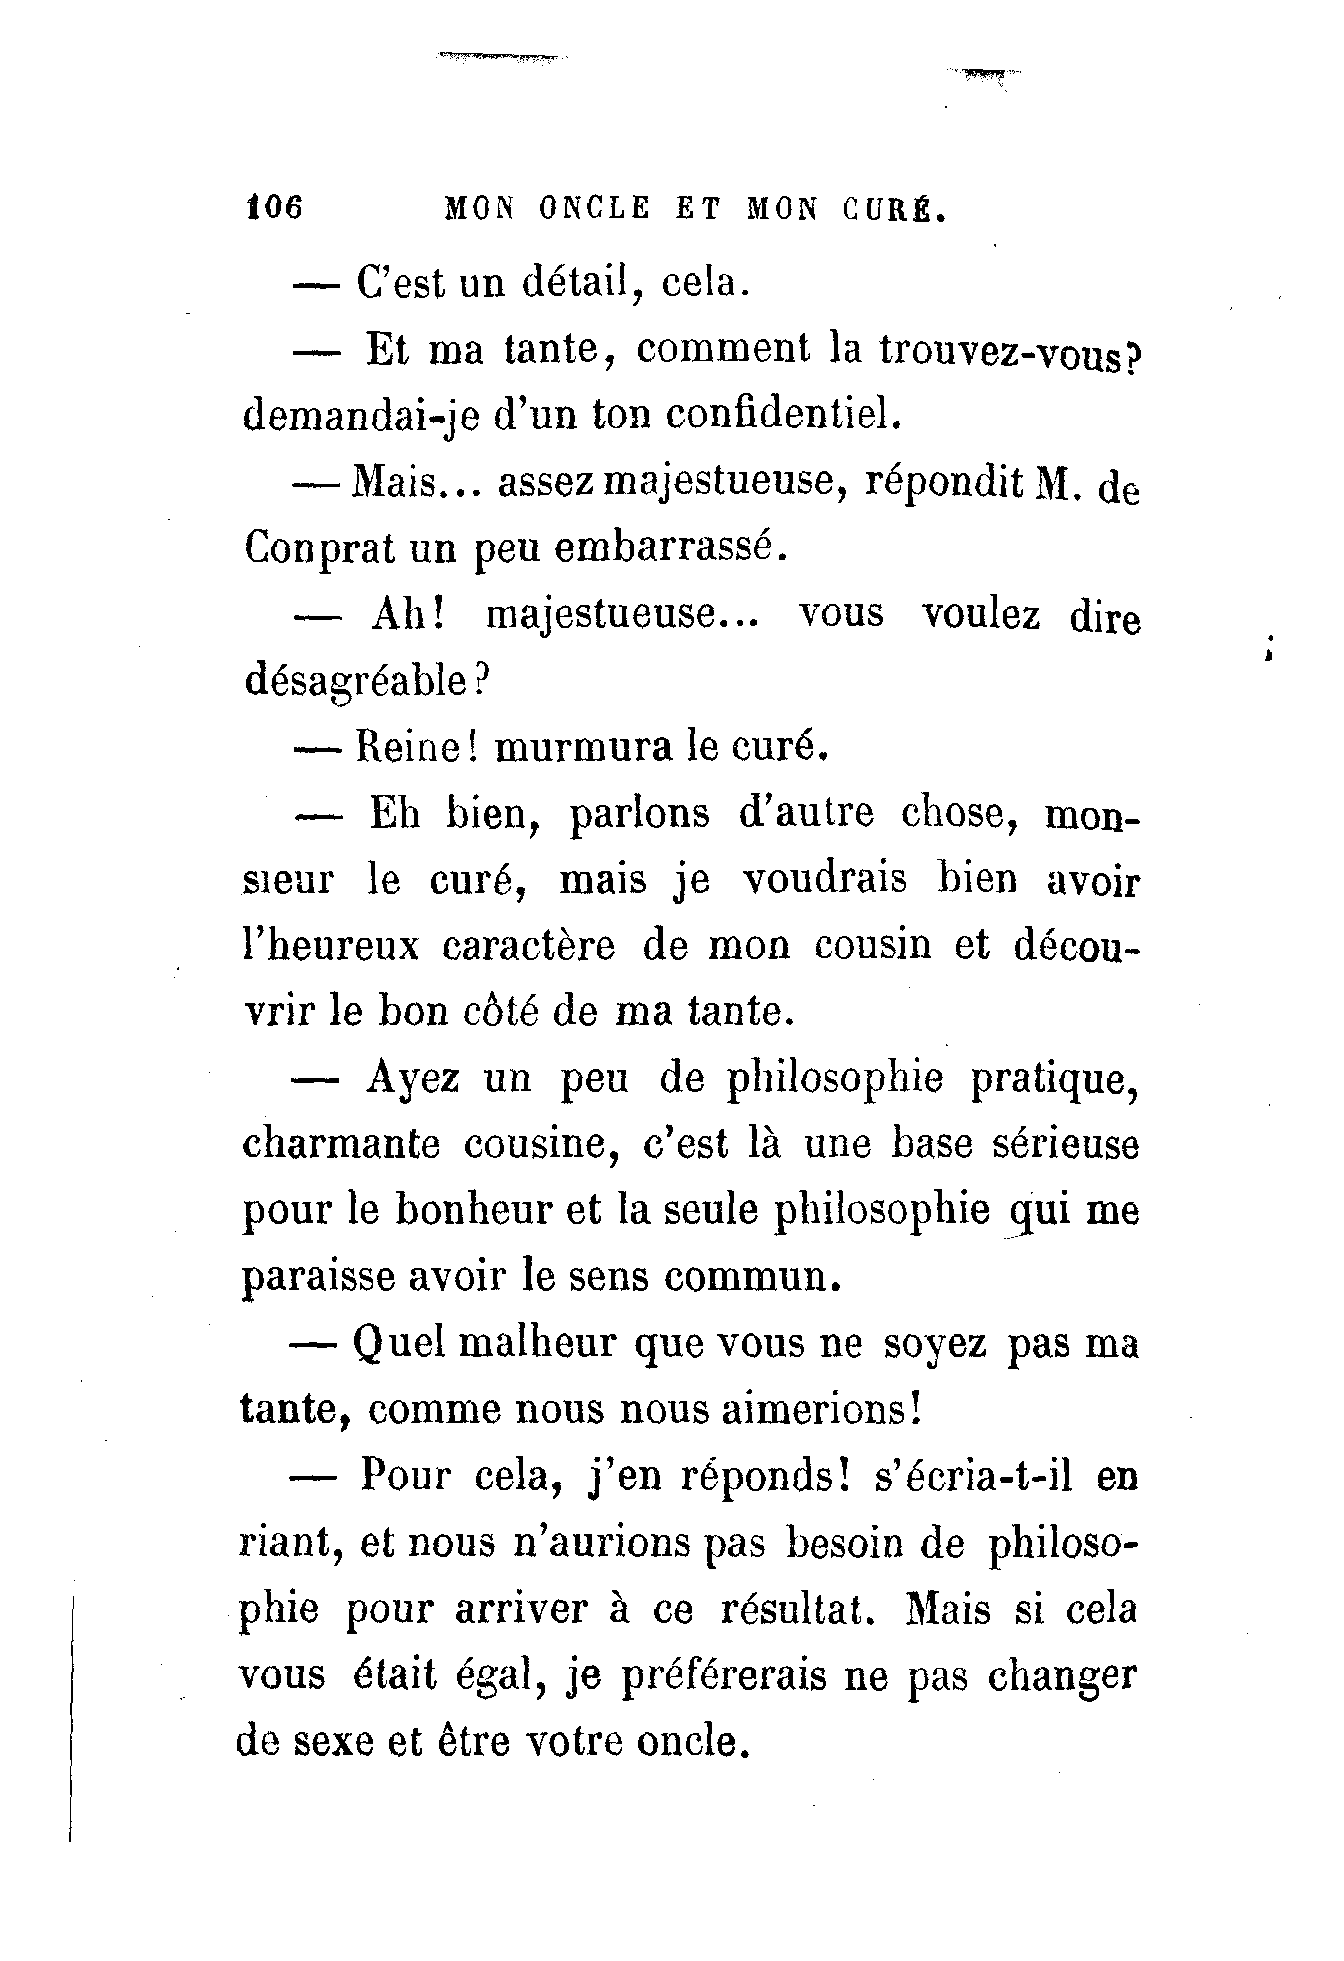 106 MON ONCLE ET MON CURÉ.
— C'est un détail, cela.
— Et ma tante, comment la trouvez-vous?
demandai-je d'un ton confidentiel.
— Mais... assez majestueuse, répondit M. de
Conprat un peu embarrassé.
— Ah! majestueuse... vous voulez dire
désagréable?
— Reine! murmura le curé.
— Eh bien, parlons d'autre chose, mon-
sieur le curé, mais je voudrais bien avoir
l'heureux caractère de mon cousin et décou-
vrir le bon côté de ma tante.
— Ayez un peu de philosophie pratique,
charmante cousine, c'est là une base sérieuse
pour le bonheur et la seule philosophie qui me
paraisse avoir le sens commun.
— Quel malheur que vous ne soyez pas ma
tante, comme nous nous aimerions!
— Pour cela, j'en réponds! s'écria-t-il en
riant, et nous n'aurions pas besoin de philoso-
phie pour arriver à ce résultat. Mais si cela
vous était égal, je préférerais ne pas changer
de sexe et être votre oncle.